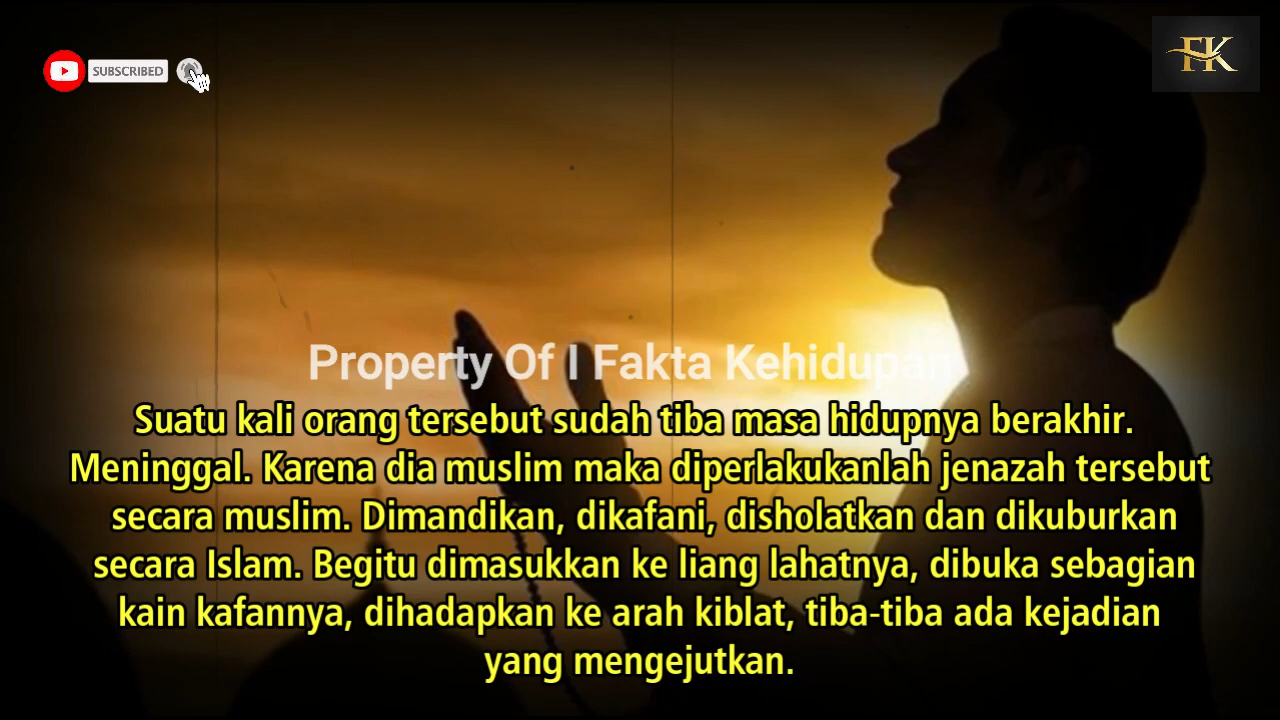 SUBSCRIBED
FK
Property Of I Fakta Kehidupan
Suatu kali orang tersebut sudah tiba masa hidupnya berakhir.
Meninggal. Karena dia muslim maka diperlakukanlah jenazah tersebut
secara muslim. Dimandikan, dikafani, disholatkan dan dikuburkan
secara Islam. Begitu dimasukkan ke liang lahatnya, dibuka sebagian
kain kafannya, dihadapkan ke arah kiblat, tiba-tiba ada kejadian
yang mengejutkan.